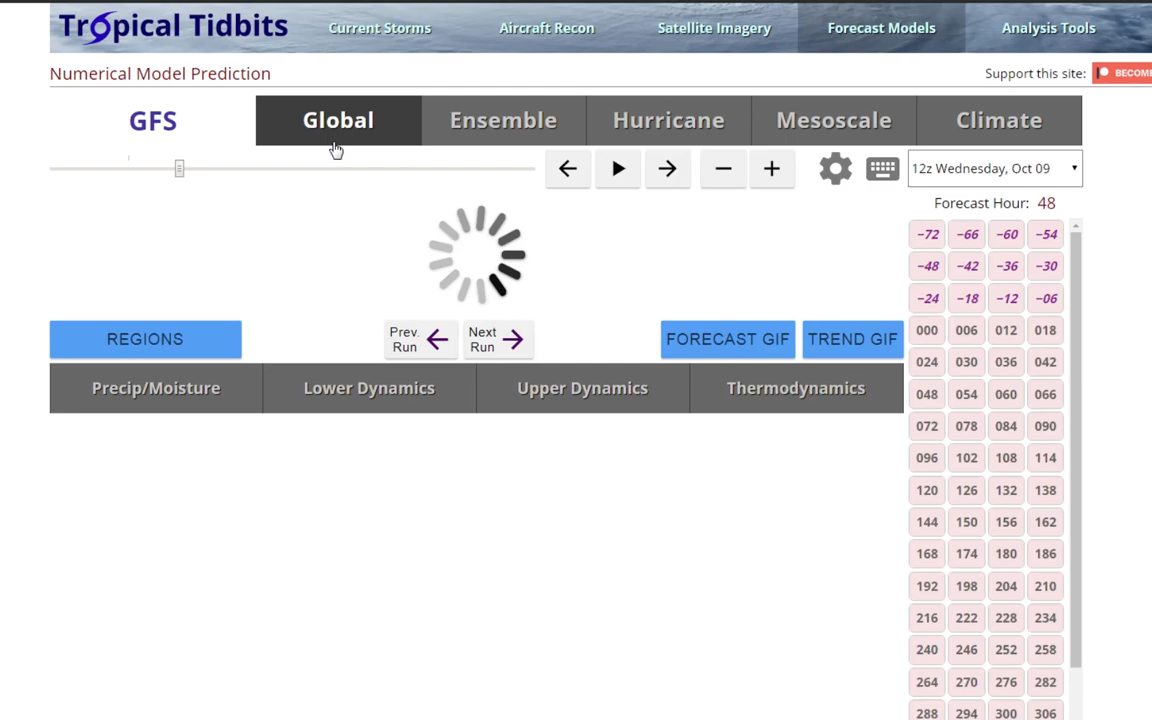 Tropical Tidbits
Current Storms
Aircraft Recon
Satellite Imagery
Forecast Models
Analysis Tools
Numerical Model Prediction
Support this site:
BECOME
GFS
Global
Ensemble
Hurricane
Mesoscale
Climate
12z Wednesday, Oct 09
Forecast Hour: 48
-72 -66 -60 -54
-48 -42 -36 -30
-24 -18 -12 -06
000 006 012 018
024 030 036 042
048 054 060 066
072 078 084 090
096 102 108 114
120 126 132 138
144 150 156 162
168 174 180 186
192 198 204 210
216 222 228 234
240 246 252 258
264 270 276 282
288 294 300 306
REGIONS
Prev.
Run
Next
Run
FORECAST GIF
TREND GIF
Precip/Moisture
Lower Dynamics
Upper Dynamics
Thermodynamics